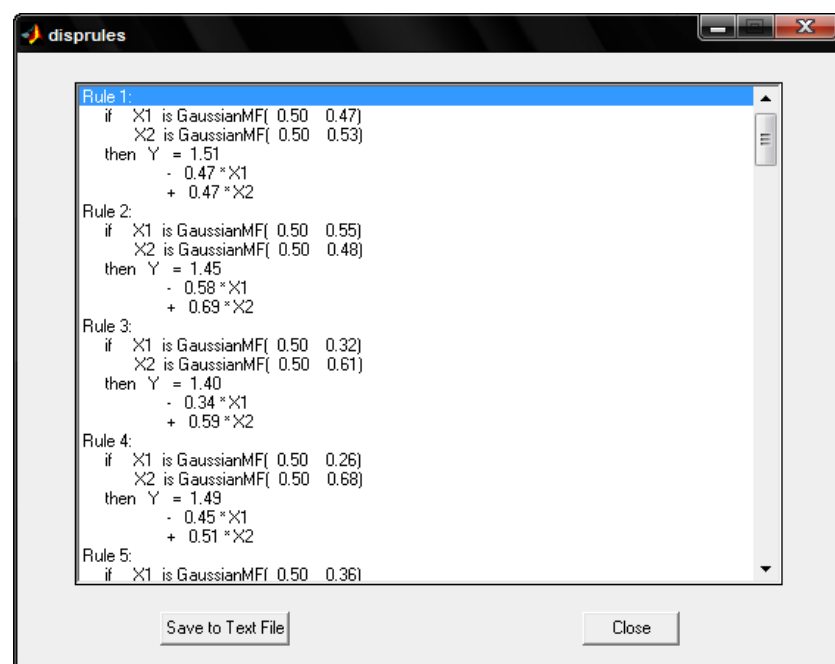 disprules
Rule 1:
if X1 is GaussianMF( 0.50 0.47)
X2 is GaussianMF( 0.50 0.53)
then Y = 1.51
- 0.47 * X1
+ 0.47 * X2
Rule 2:
if X1 is GaussianMF( 0.50 0.55)
X2 is GaussianMF( 0.50 0.48)
then Y = 1.45
- 0.58 * X1
+ 0.69 * X2
Rule 3:
if X1 is GaussianMF( 0.50 0.32)
X2 is GaussianMF( 0.50 0.61)
then Y = 1.40
- 0.34 * X1
+ 0.59 * X2
Rule 4:
if X1 is GaussianMF( 0.50 0.26)
X2 is GaussianMF( 0.50 0.68)
then Y = 1.49
- 0.45 * X1
+ 0.51 * X2
Rule 5:
if X1 is GaussianMF( 0.50 0.36)
Save to Text File
Close